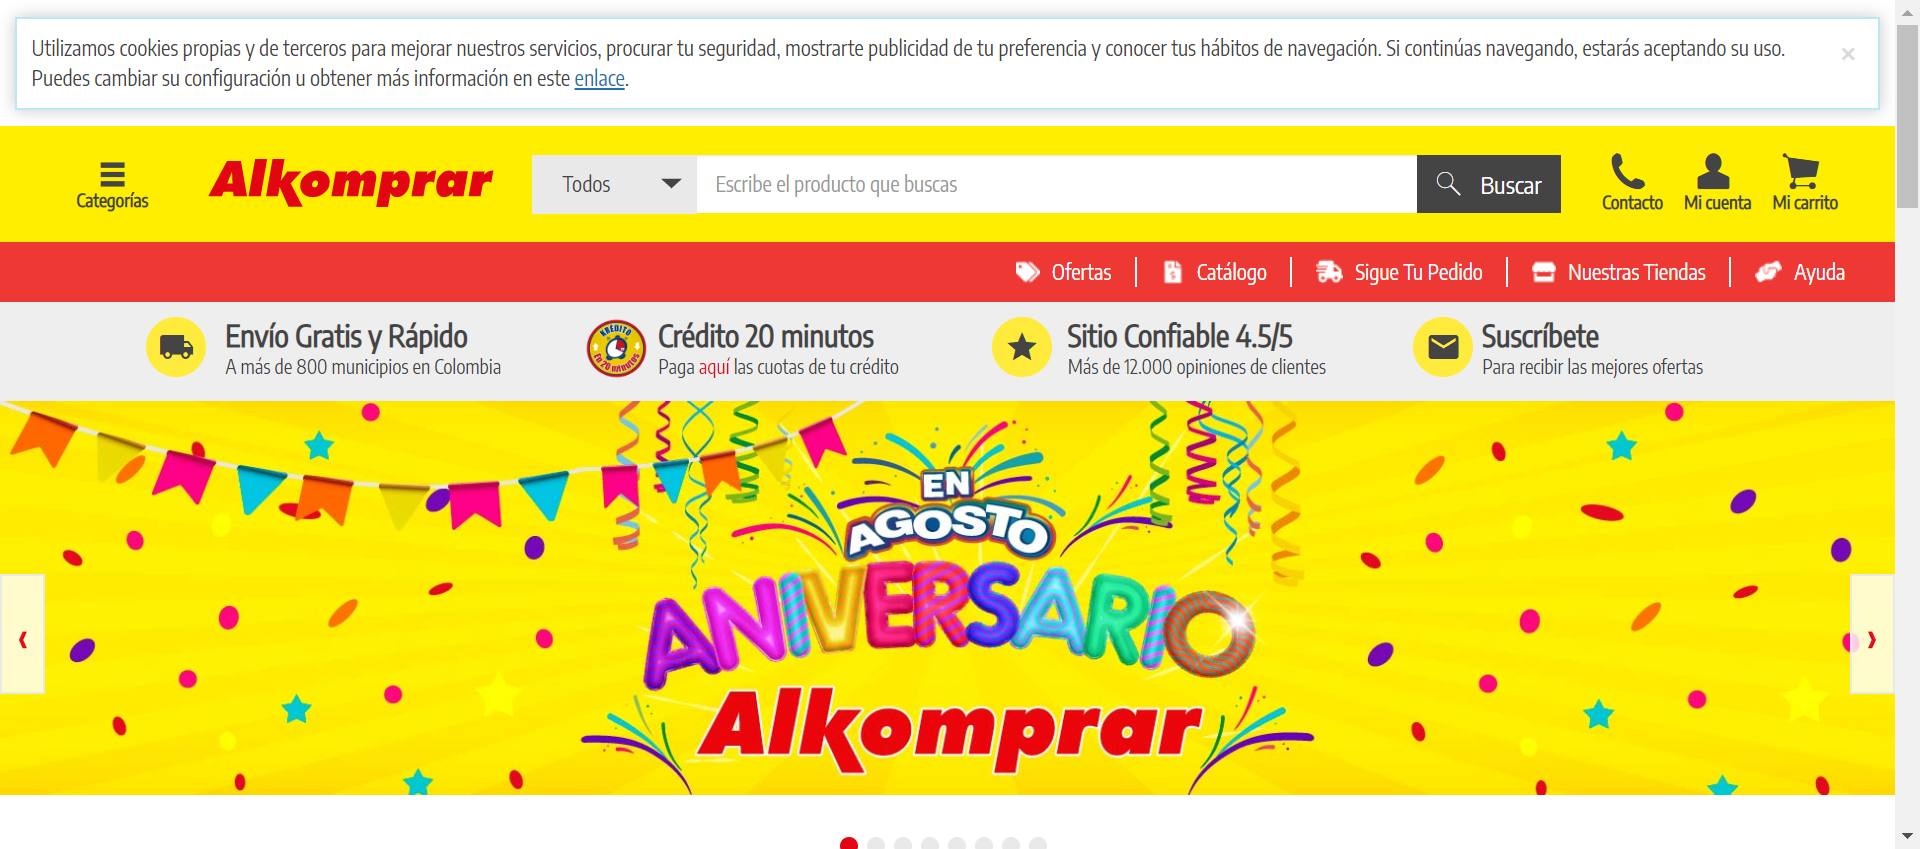 Utilizamos cookies propias y de terceros para mejorar nuestros servicios, procurar tu seguridad, mostrarte publicidad de tu preferencia y conocer tus hábitos de navegación. Si continúas navegando, estarás aceptando su uso.
Puedes cambiar su configuración u obtener más información en este enlace.
×
Categorías
Alkomprar
Todos
Escribe el producto que buscas
Buscar
Contacto
Mi cuenta
Mi carrito
Ofertas
Catálogo
Sigue Tu Pedido
Nuestras Tiendas
Ayuda
Envío Gratis y Rápido
A más de 800 municipios en Colombia
KRÉDITO
En 20 minutos
Crédito 20 minutos
Paga aquí las cuotas de tu crédito
Sitio Confiable 4.5/5
Más de 12.000 opiniones de clientes
Suscríbete
Para recibir las mejores ofertas
EN
AGOSTO
ANIVERSARIO
Alkomprar